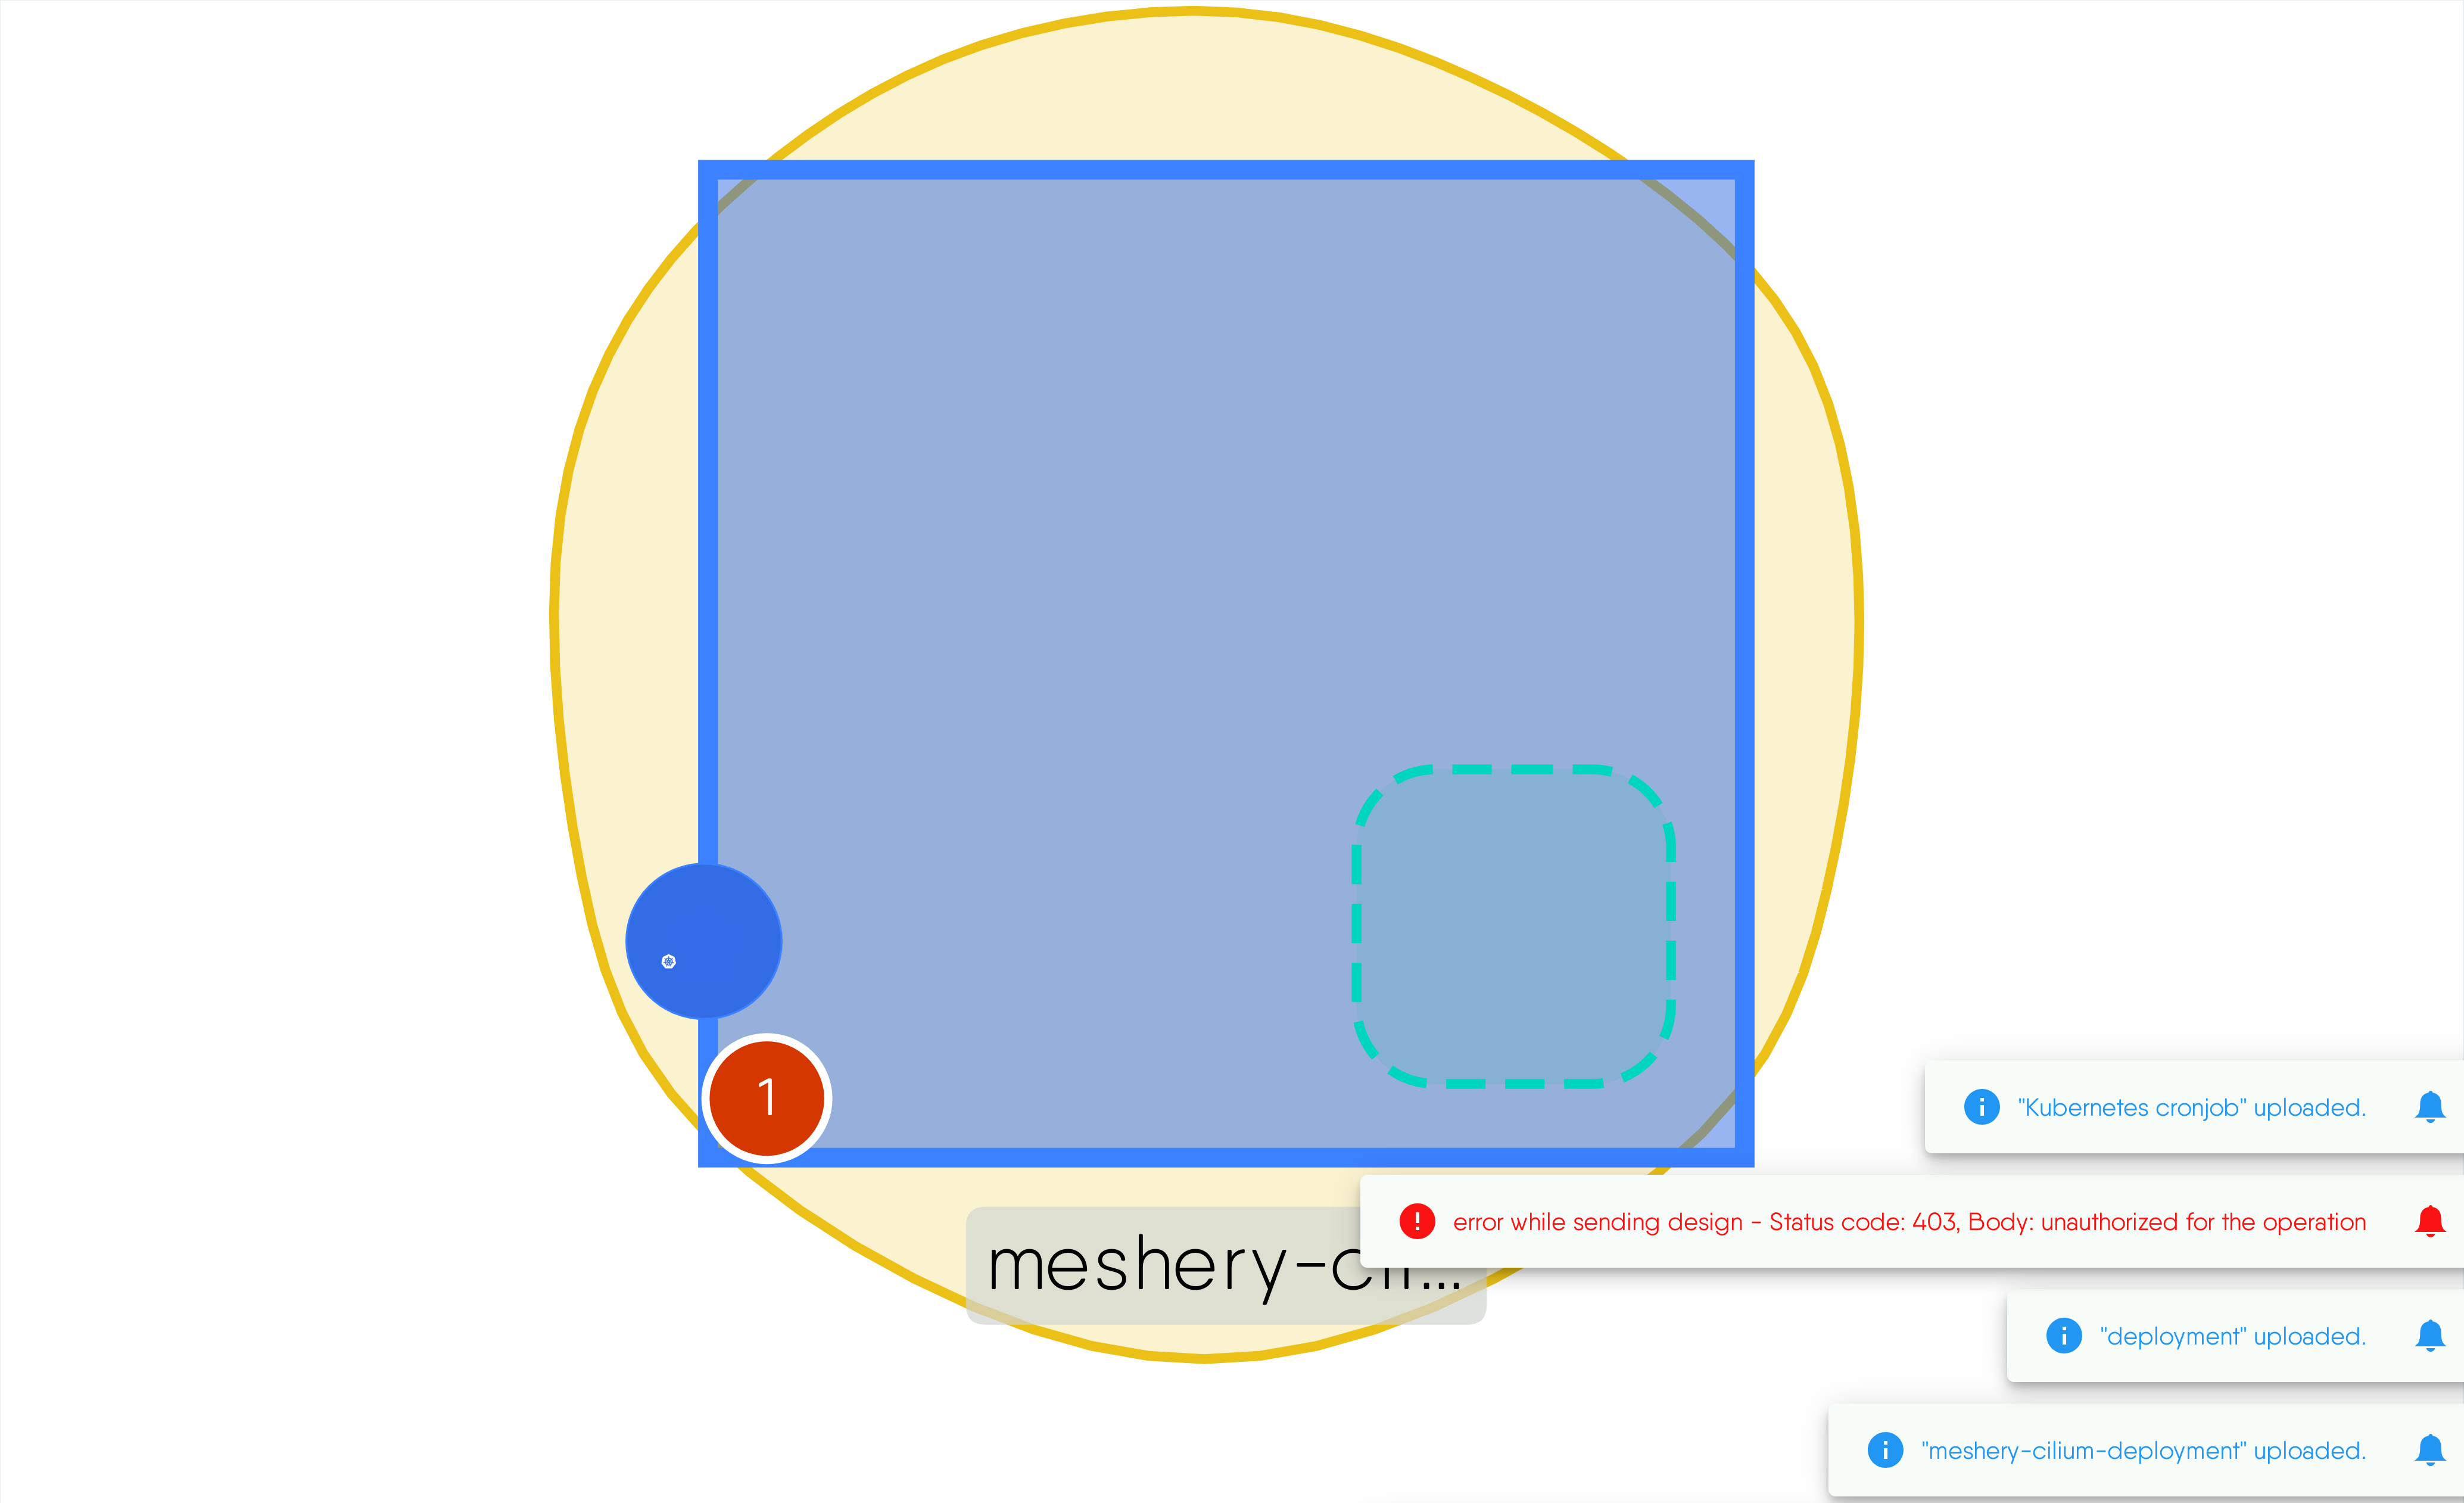 1
"Kubernetes cronjob" uploaded.
error while sending design - Status code: 403, Body: unauthorized for the operation
meshery-cil...
"deployment" uploaded.
"meshery-cilium-deployment" uploaded.